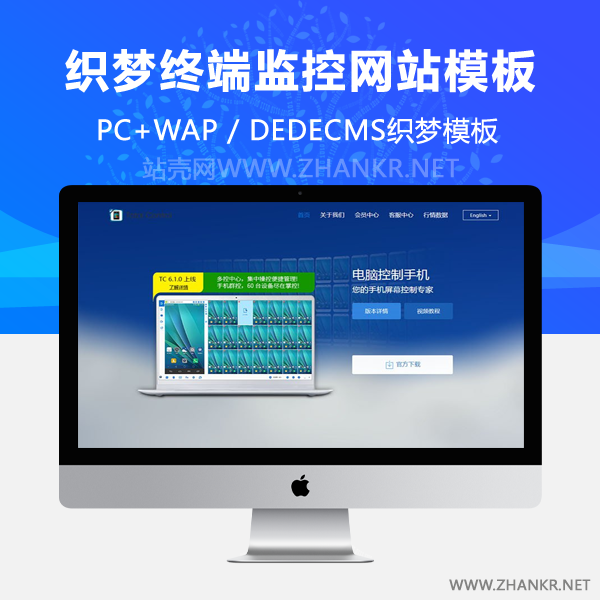 织梦终端监控网站模板
PC+WAP / DEDECMS织梦模板
站壳网WWW.ZHANKR.NET
首页 关于我们 会员中心 客服中心 行情数据 English
TC 6.1.0 上线
了解详情
多控中心，集中操控便捷管理!
手机群控，60 台设备尽在掌控!
电脑控制手机
您的手机屏幕控制专家
版本详情 视频教程
官方下载
WWW.ZHANKR.NET